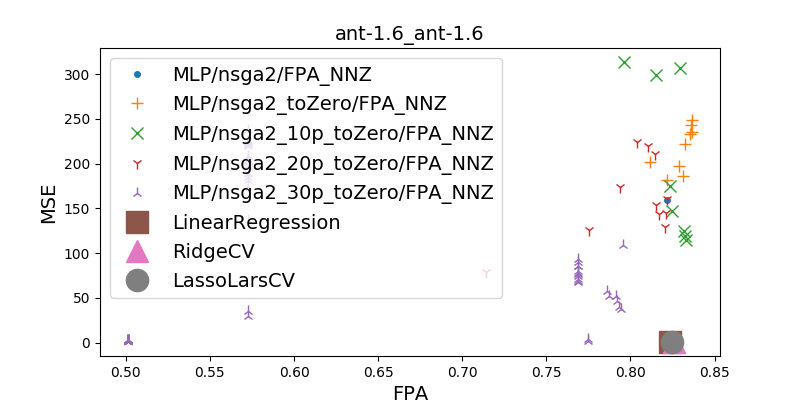 ant-1.6_ant-1.6
MSE
300
250
200
150
100
50
0
MLP/nsga2/FPA_NNZ
MLP/nsga2_toZero/FPA_NNZ
MLP/nsga2_10p_toZero/FPA_NNZ
MLP/nsga2_20p_toZero/FPA_NNZ
MLP/nsga2_30p_toZero/FPA_NNZ
LinearRegression
RidgeCV
LassoLarsCV
0.50 0.55 0.60 0.65 0.70 0.75 0.80 0.85
FPA